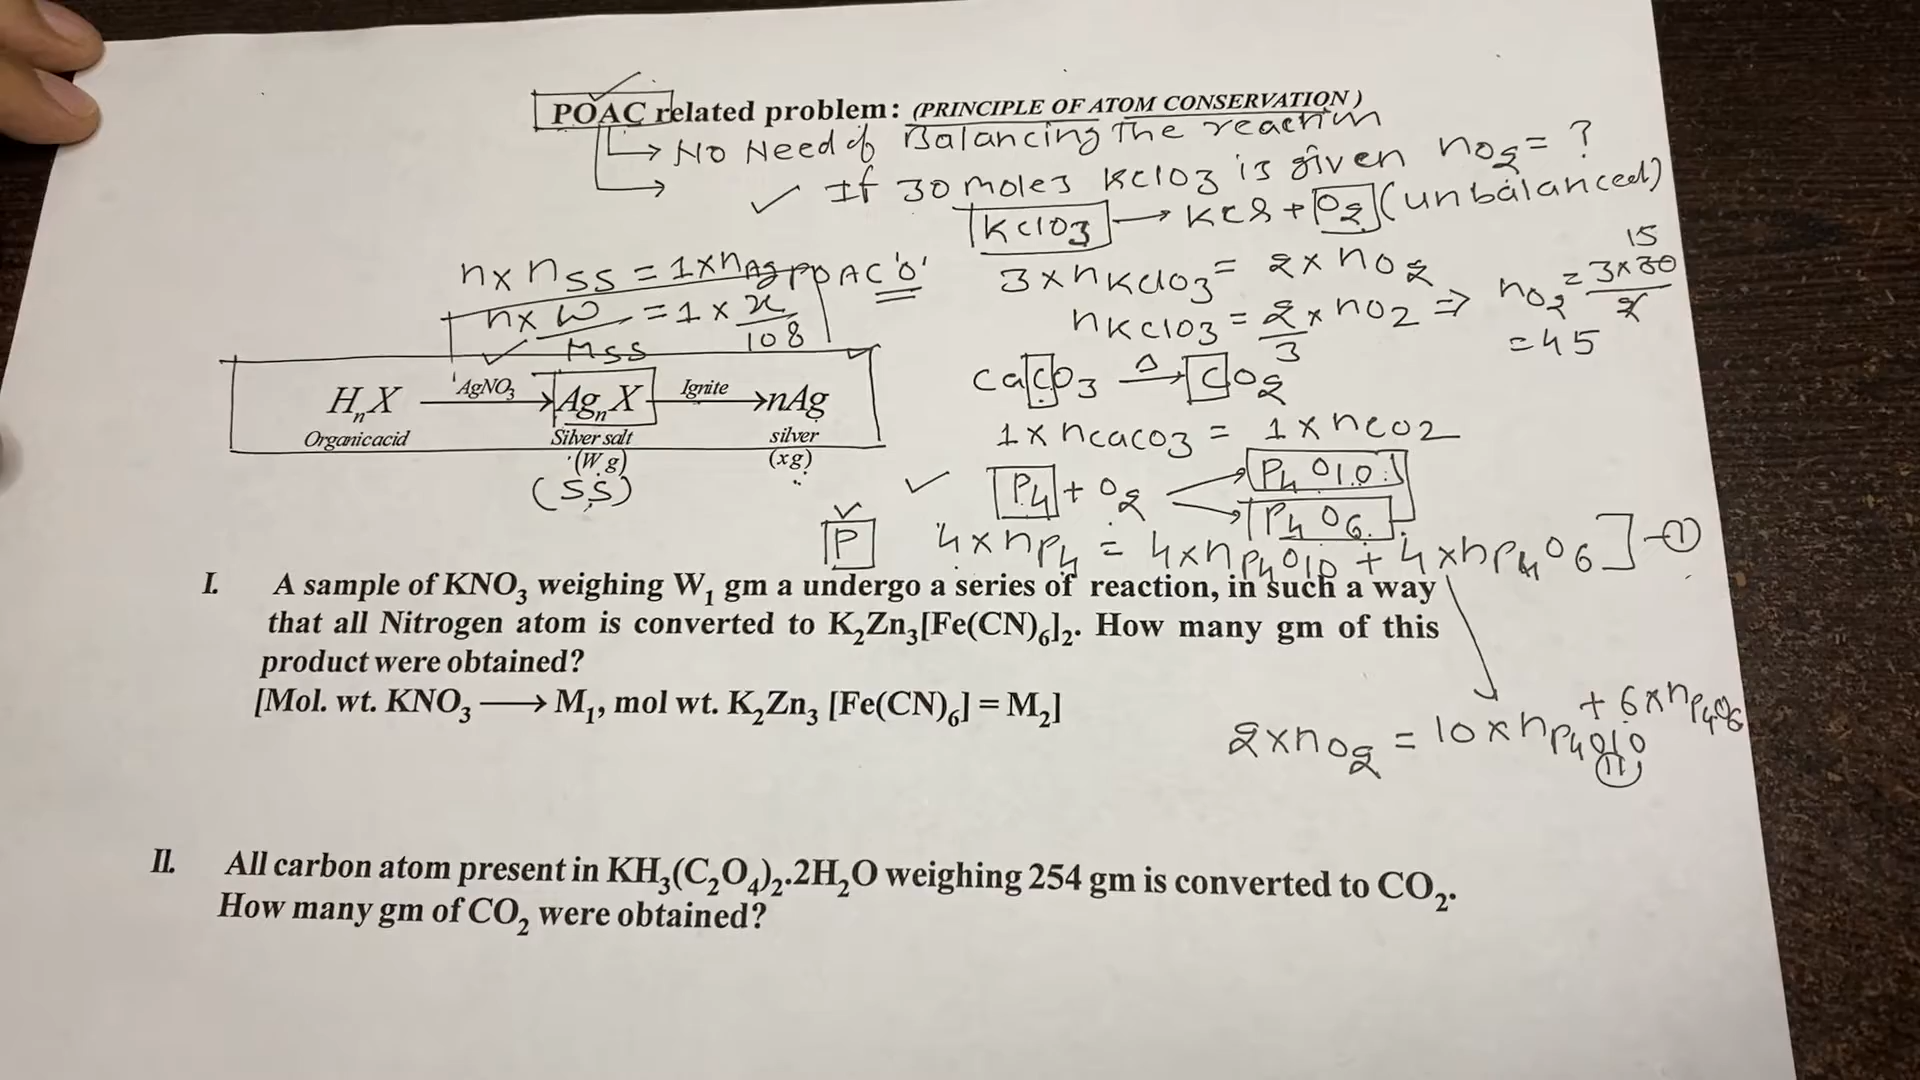 POAC related problem: (PRINCIPLE OF ATOM CONSERVATION)
No Need of Balancing The reaction
✓ If 30 moles KClO3 is given nO2 = ?
KClO3 → KCl + O2 (unbalanced)
n x nSS = 1 x nAg
POAC 'O'
3 x nKClO3 = 2 x nO2
nKClO3 = 2/3 x nO2 ⇒ nO2 = 3x30/2
15
= 45
n x W/MSS = 1 x x/108
HnX AgNO3→ AgnX Ignite→ nAg
Organic acid Silver salt silver
(W g) (xg)
(SS)
CaCO3 Δ→ CO2
1 x nCaCO3 = 1 x nCO2
✓ P4 + O2 → P4O10
→ P4O6
P 4 x nP4 = 4 x nP4O10 + 4 x nP4O6 ] - ①
I. A sample of KNO3 weighing W1 gm a undergo a series of reaction, in such a way
that all Nitrogen atom is converted to K2Zn3[Fe(CN)6]2. How many gm of this
product were obtained?
[Mol. wt. KNO3 ⟶ M1, mol wt. K2Zn3 [Fe(CN)6] = M2]
2 x nO2 = 10 x nP4O10 + 6 x nP4O6
(11)
II. All carbon atom present in KH3(C2O4)2.2H2O weighing 254 gm is converted to CO2.
How many gm of CO2 were obtained?